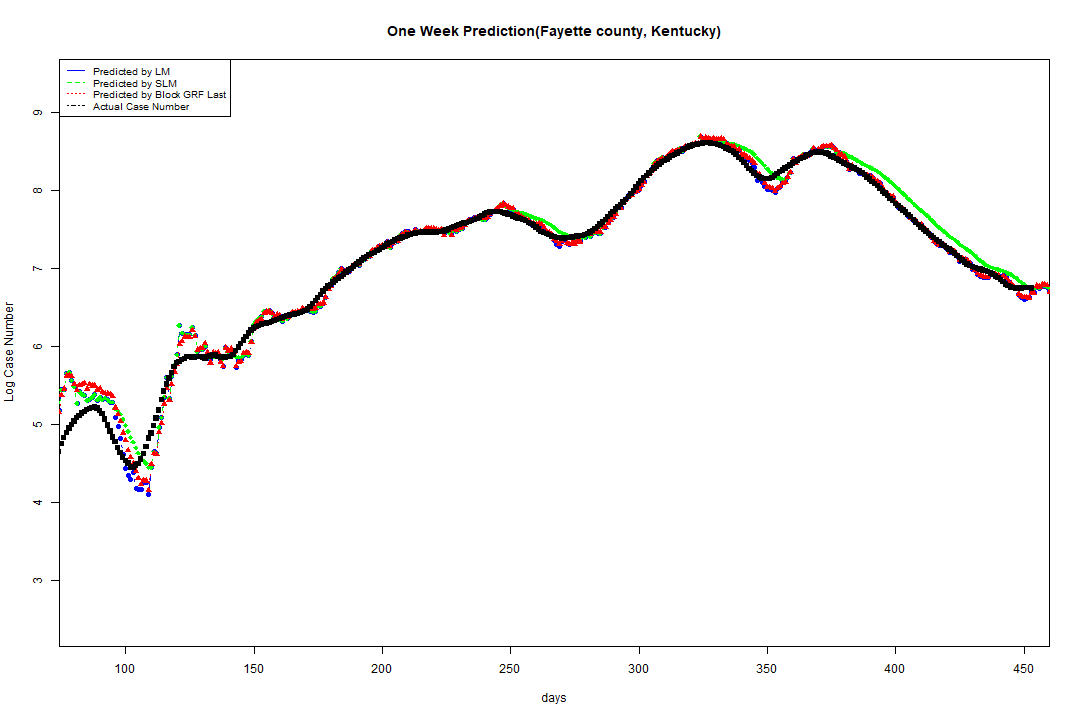 One Week Prediction(Fayette county, Kentucky)
Predicted by LM
Predicted by SLM
Predicted by Block GRF Last
Actual Case Number
9
8
7
6
5
4
3
Log Case Number
100 150 200 250 300 350 400 450
days